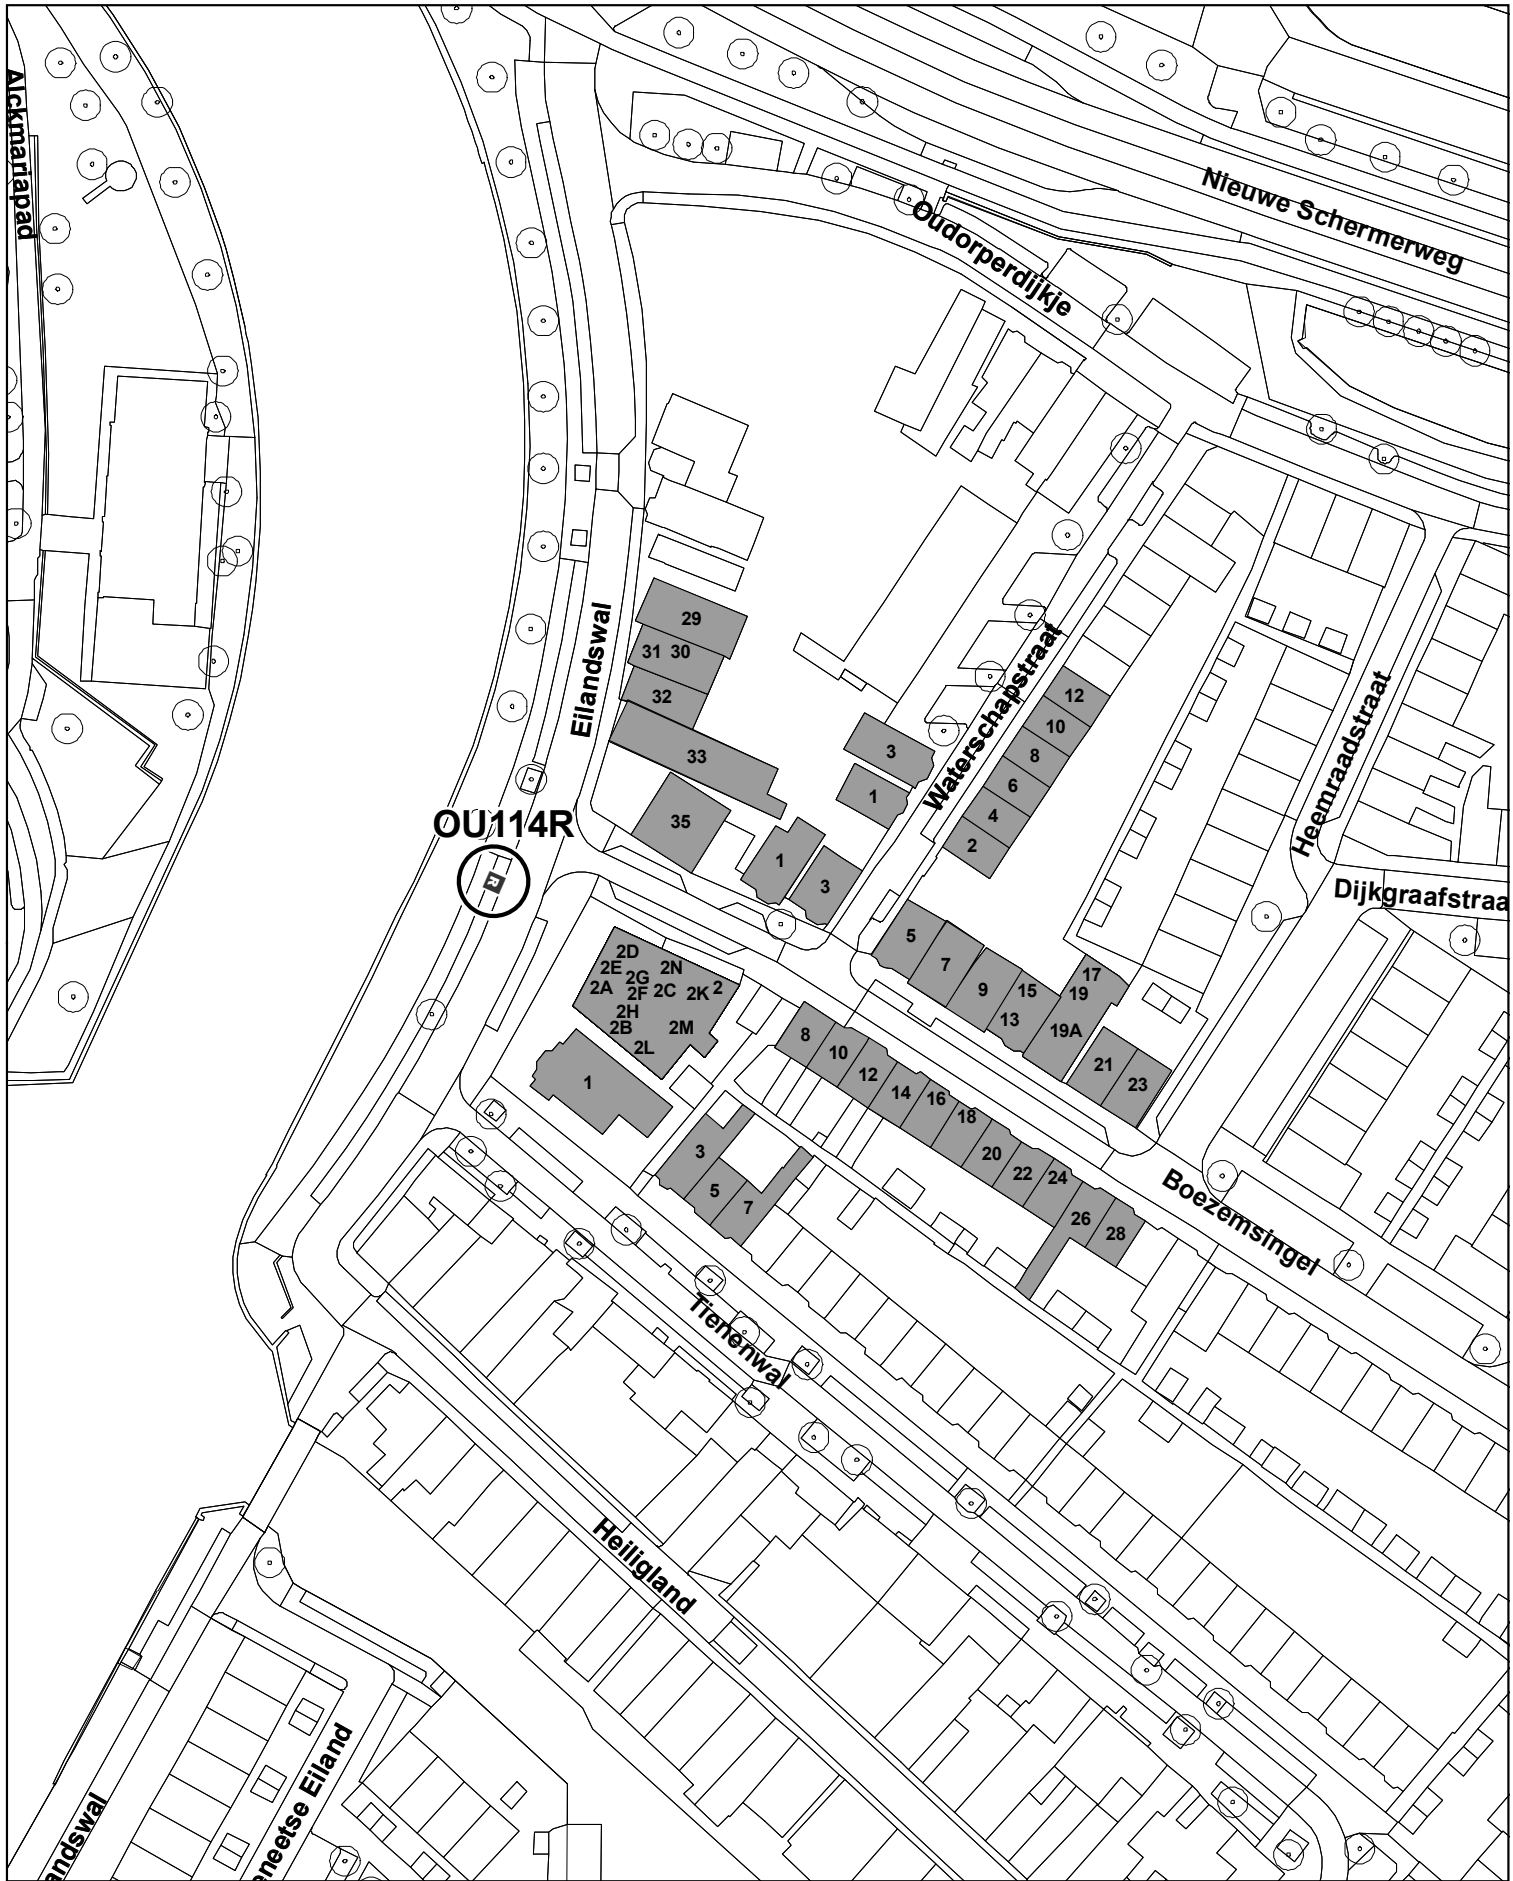 Alckmariapad
Nieuwe Schermerweg
Oudorperdijkje
29
31 30
32
33
35
Eilandswal
Waterschapstraat
12
10
8
6
4
2
3
1
1
3
Heemraadstraat
Dijkgraafstraa
OU114R
R
5
7
9
15
13
17
19
19A
21
23
2D
2E
2N
2G
2A
2F
2C
2K
2
2H
2B
2M
2L
1
8
10
12
14
16
18
20
22
24
26
28
3
5
7
Boezemsingel
Tienenwal
Heiligland
andswal
eneetse Eiland